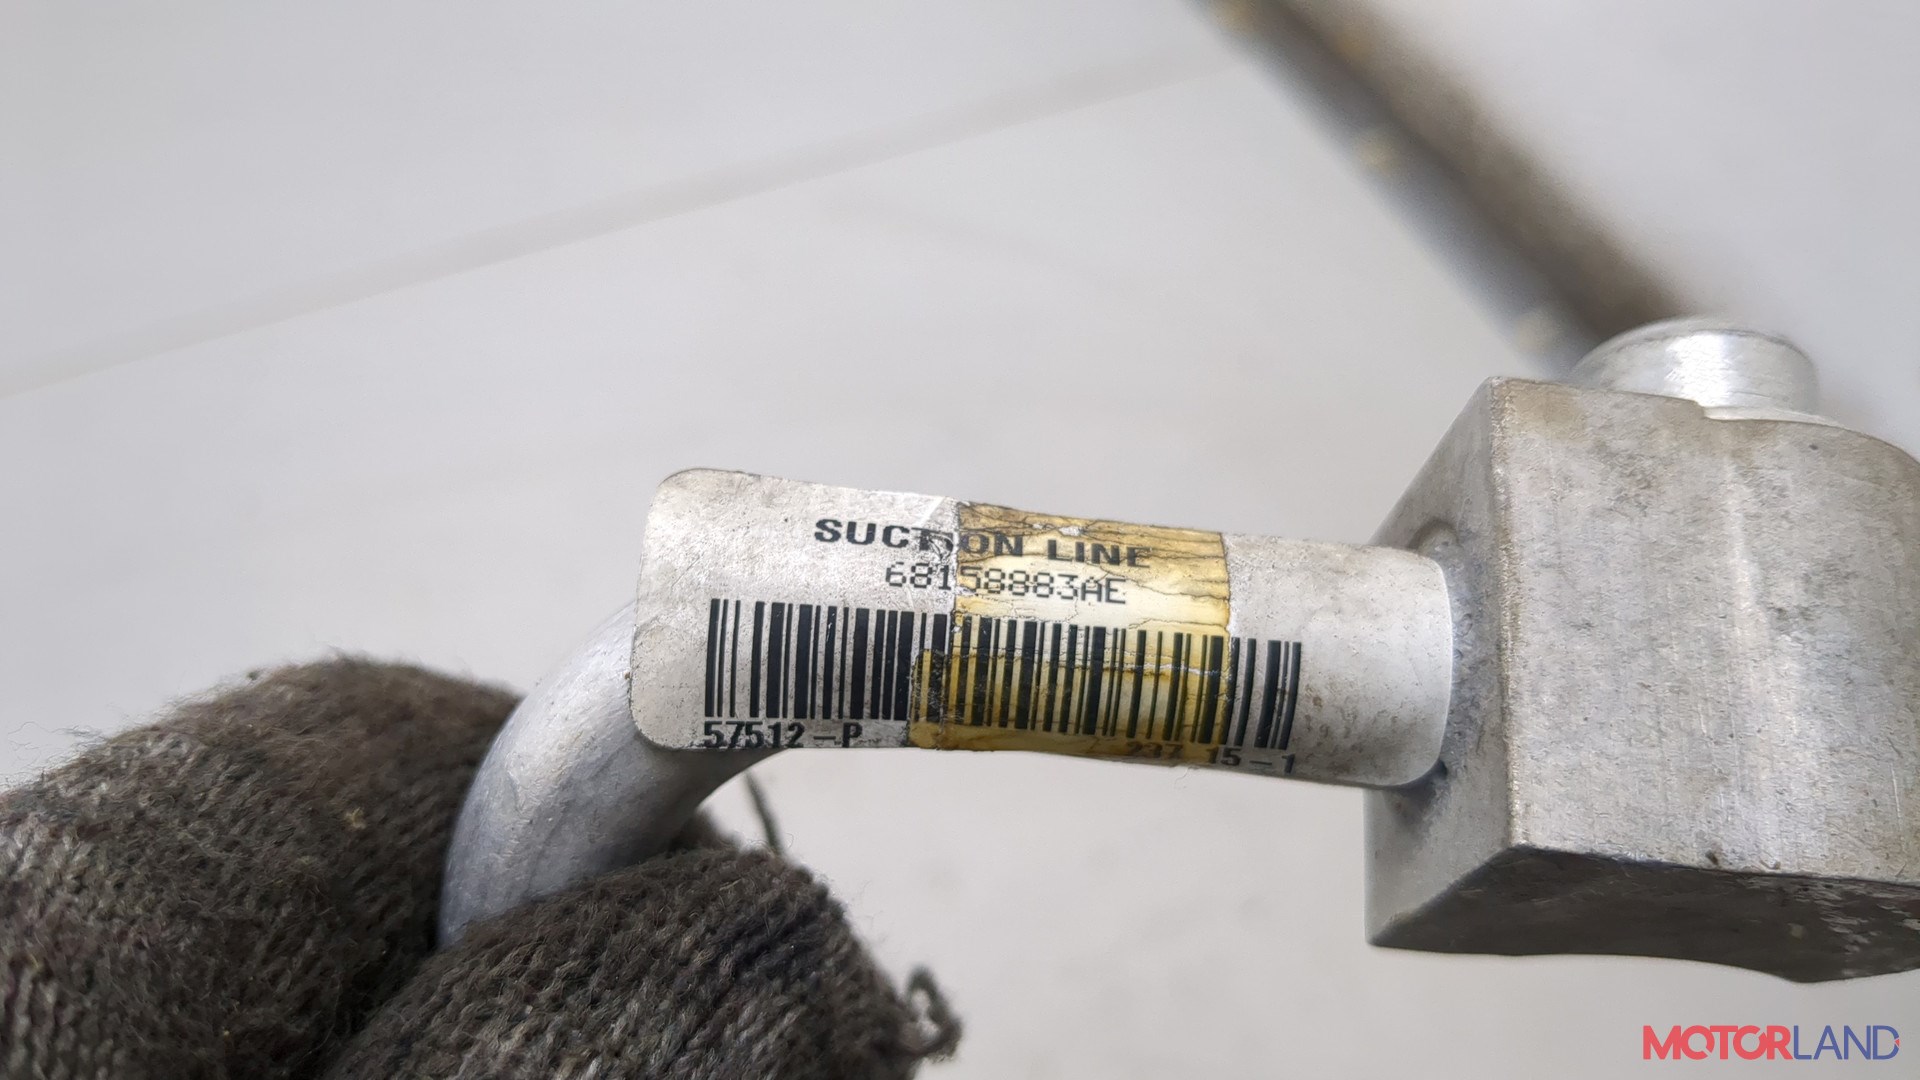 SUCTION LINE
68158883AE
57512-P
237 15-1
MOTORLAND